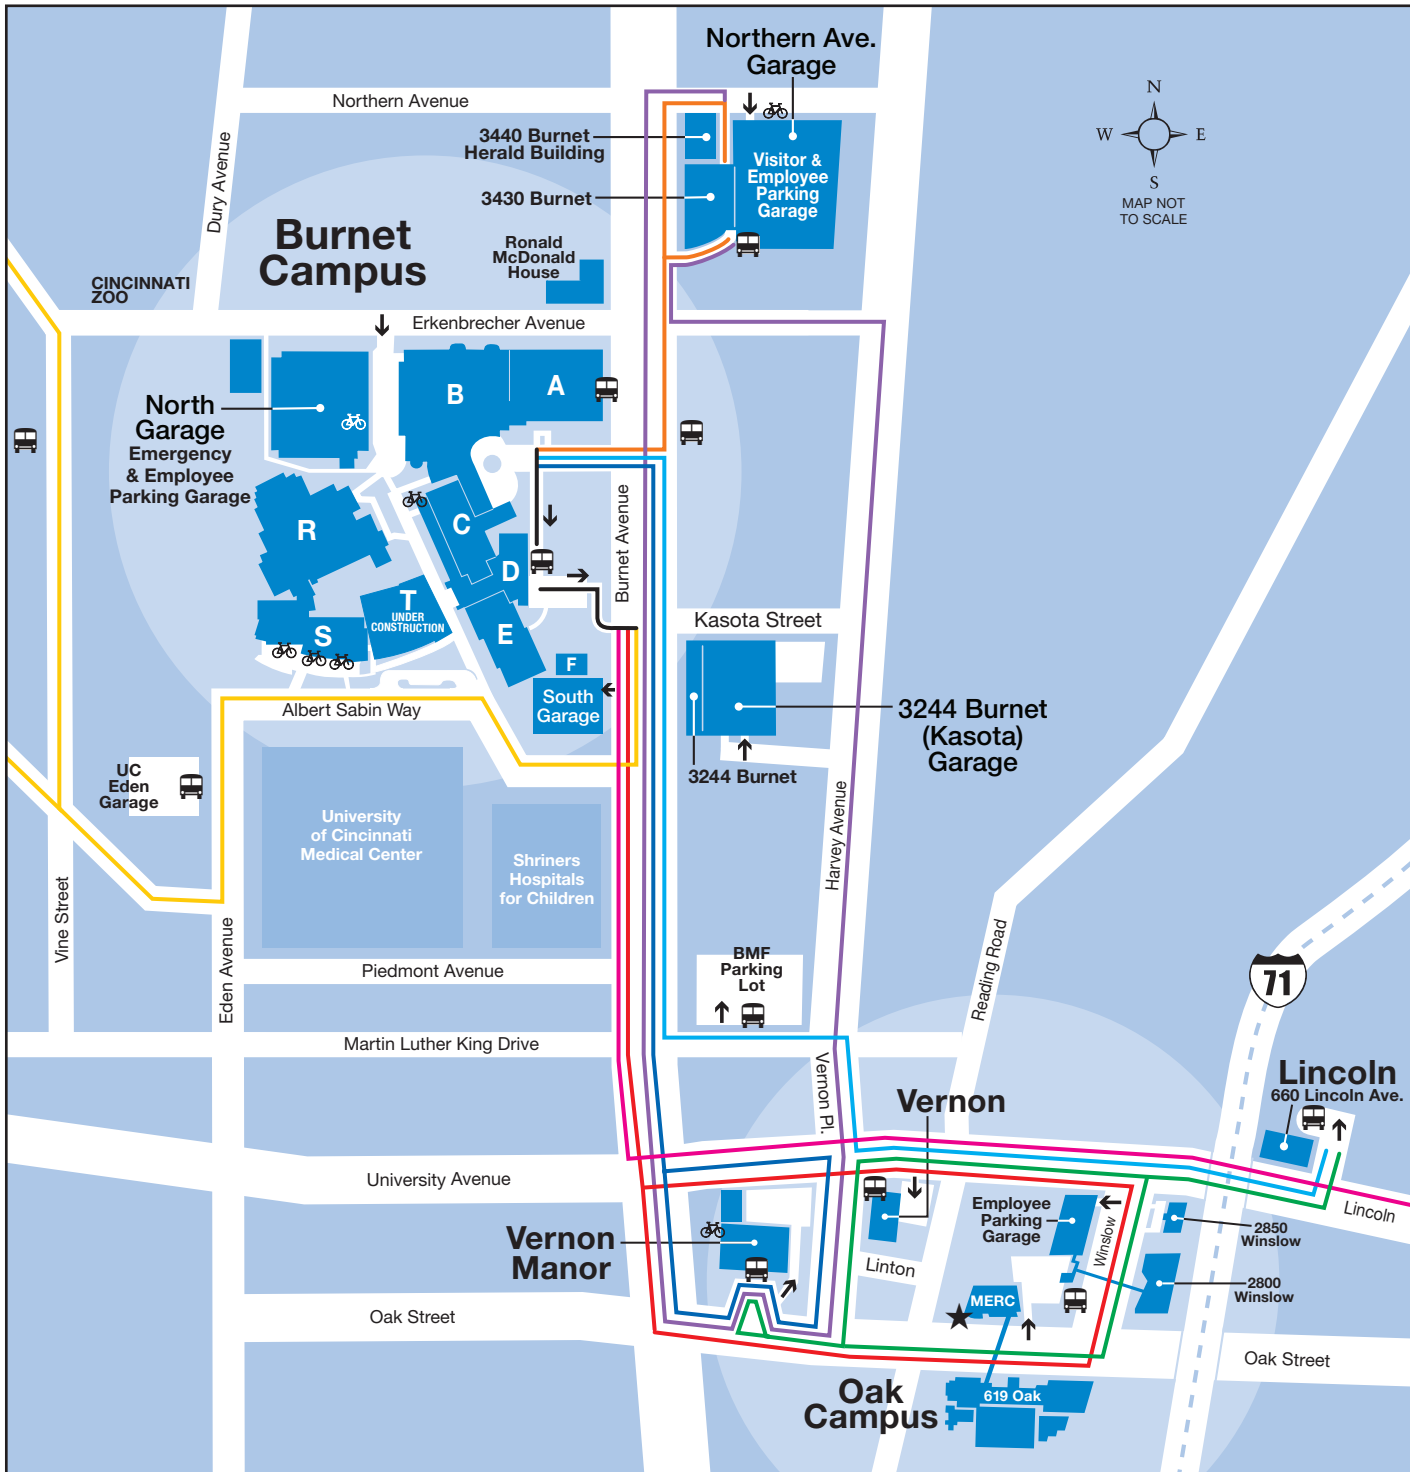 Northern Ave.
Garage
Northern Avenue
N
W
E
S
MAP NOT
TO SCALE
3440 Burnet
Herald Building
Visitor &
Employee
Parking
Garage
3430 Burnet
Dury Avenue
Burnet
Campus
Ronald
McDonald
House
CINCINNATI
ZOO
Erkenbrecher Avenue
B
A
North
Garage
Emergency
& Employee
Parking Garage
R
C
D
T
UNDER
CONSTRUCTION
S
E
F
South
Garage
Burnet Avenue
Kasota Street
3244 Burnet
(Kasota)
Garage
3244 Burnet
Albert Sabin Way
UC
Eden
Garage
University
of Cincinnati
Medical Center
Shriners
Hospitals
for Children
Harvey Avenue
Vine Street
Eden Avenue
Piedmont Avenue
BMF
Parking
Lot
Reading Road
71
Martin Luther King Drive
Vernon Pl.
Vernon
Lincoln
660 Lincoln Ave.
University Avenue
Employee
Parking
Garage
Winslow
Lincoln
2850
Winslow
Vernon
Manor
Linton
2800
Winslow
MERC
Oak Street
Oak Street
Oak
Campus
619 Oak